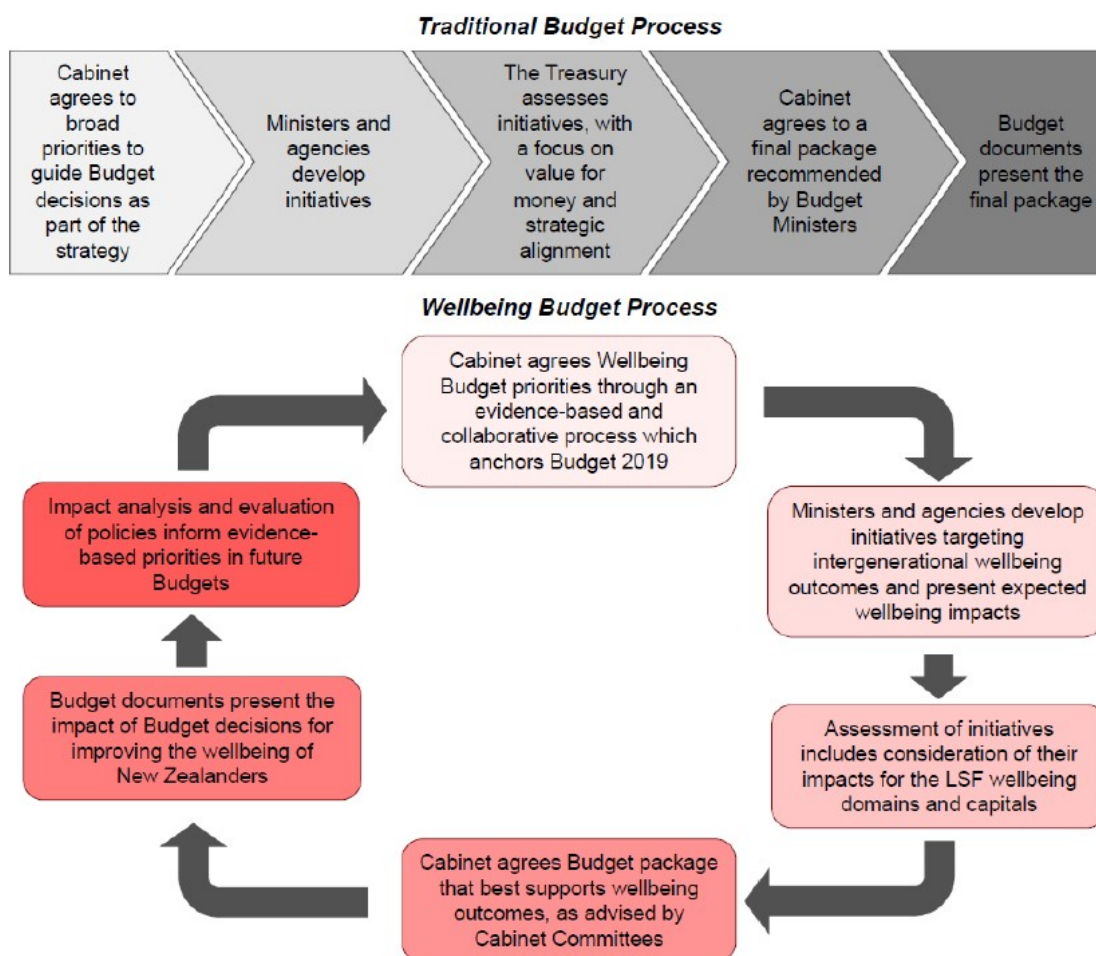 Traditional Budget Process
Cabinet
agrees to
broad
priorities to
guide Budget
decisions as
part of the
strategy
Ministers and
agencies
develop
initiatives
The Treasury
assesses
initiatives, with
a focus on
value for
money and
strategic
alignment
Cabinet
agrees to a
final package
recommended
by Budget
Ministers
Budget
documents
present the
final package
Wellbeing Budget Process
Cabinet agrees Wellbeing
Budget priorities through an
evidence-based and
collaborative process which
anchors Budget 2019
Ministers and agencies develop
initiatives targeting
intergenerational wellbeing
outcomes and present expected
wellbeing impacts
Assessment of initiatives
includes consideration of their
impacts for the LSF wellbeing
domains and capitals
Cabinet agrees Budget package
that best supports wellbeing
outcomes, as advised by
Cabinet Committees
Budget documents present the
impact of Budget decisions for
improving the wellbeing of
New Zealanders
Impact analysis and evaluation
of policies inform evidence-
based priorities in future
Budgets